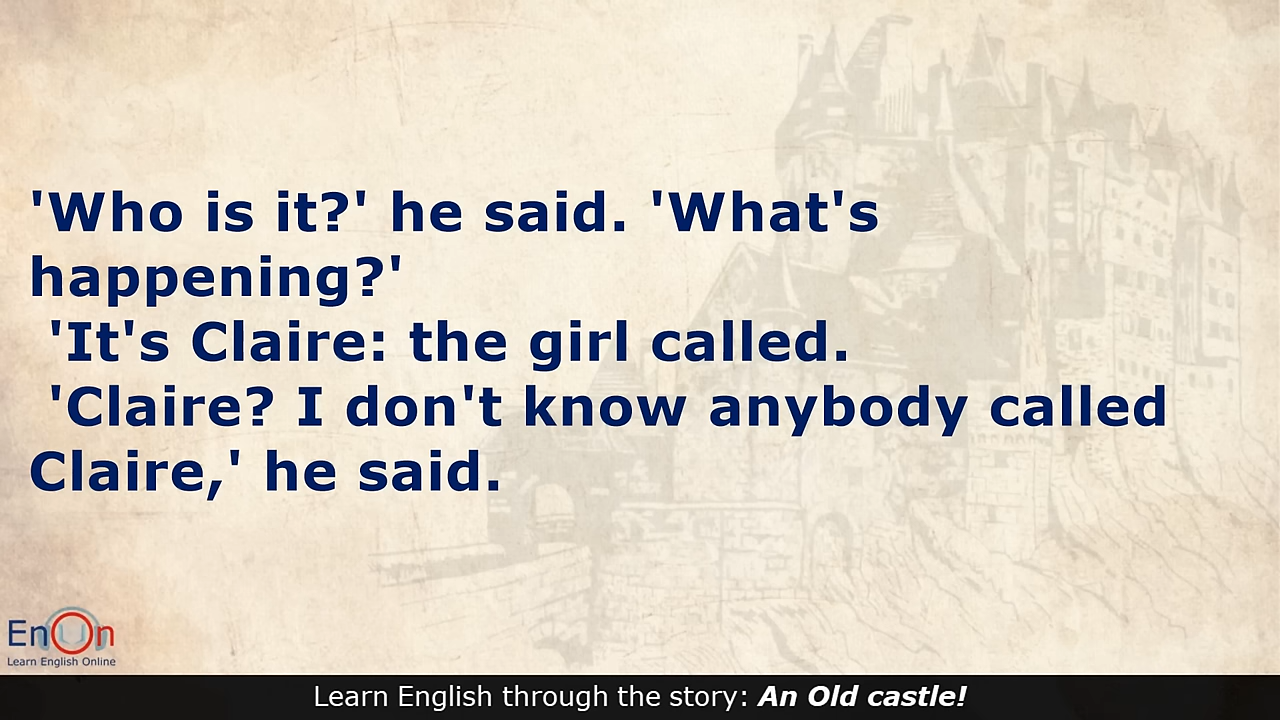 'Who is it?' he said. 'What's
happening?'
'It's Claire: the girl called.
'Claire? I don't know anybody called
Claire,' he said.
EnOn
Learn English Online
Learn English through the story: An Old castle!